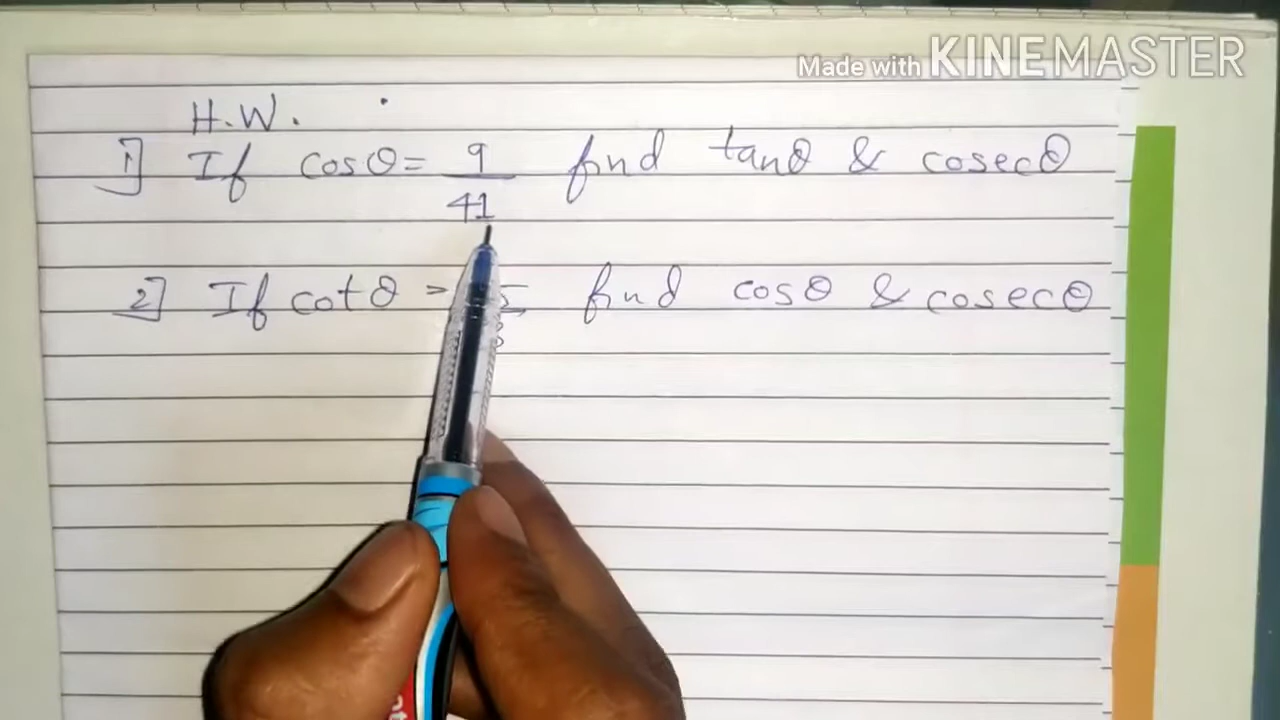 Made with KINEMASTER
H.W.
1] If cosθ = 9/41 find tanθ & cosecθ
2] If cotθ = find cosθ & cosecθ